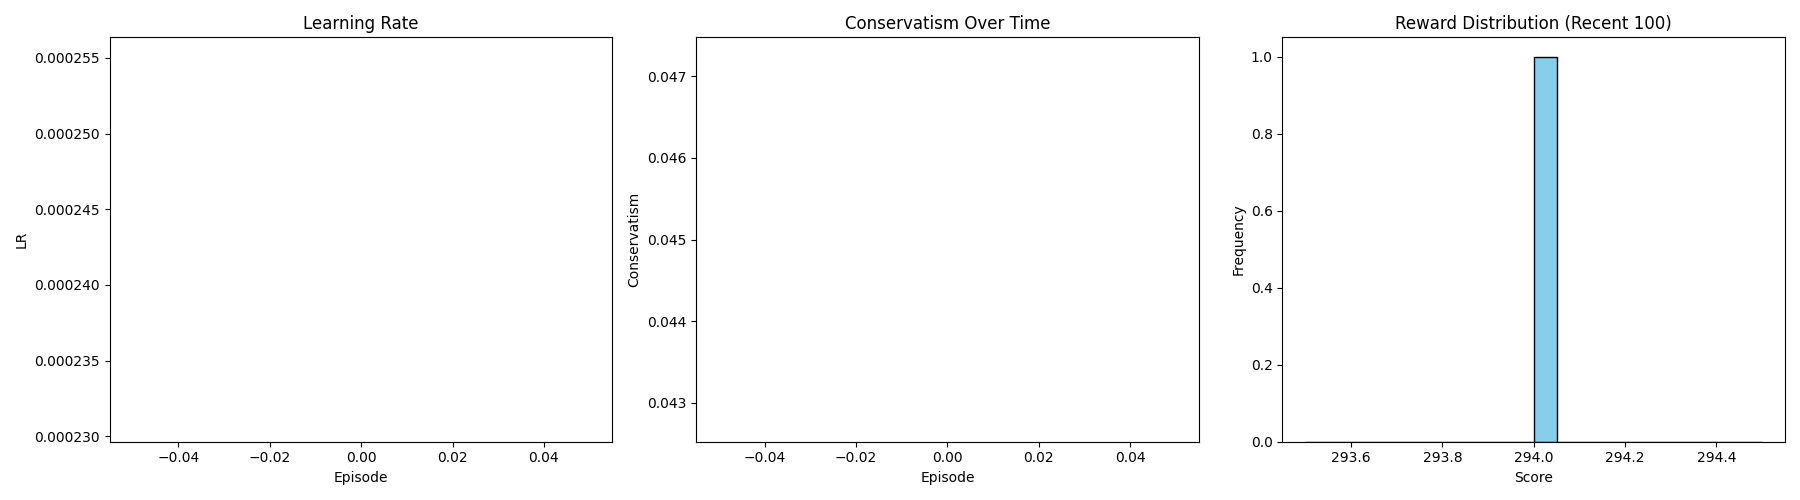 Learning Rate
LR
0.000255
0.000250
0.000245
0.000240
0.000235
0.000230
−0.04 −0.02 0.00 0.02 0.04
Episode
Conservatism Over Time
Conservatism
0.047
0.046
0.045
0.044
0.043
−0.04 −0.02 0.00 0.02 0.04
Episode
Reward Distribution (Recent 100)
Frequency
1.0
0.8
0.6
0.4
0.2
0.0
293.6 293.8 294.0 294.2 294.4
Score